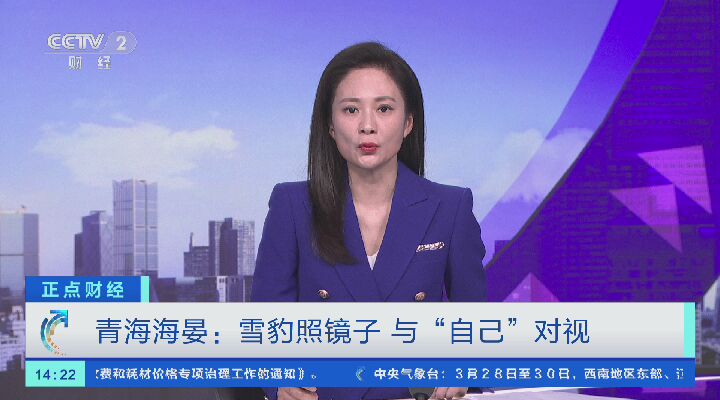 CCTV 2
财经
正点财经
青海海晏：雪豹照镜子 与“自己”对视
14:22
费和耗材价格专项治理工作的通知》。 中央气象台：3月28日至30日，西南地区东部、